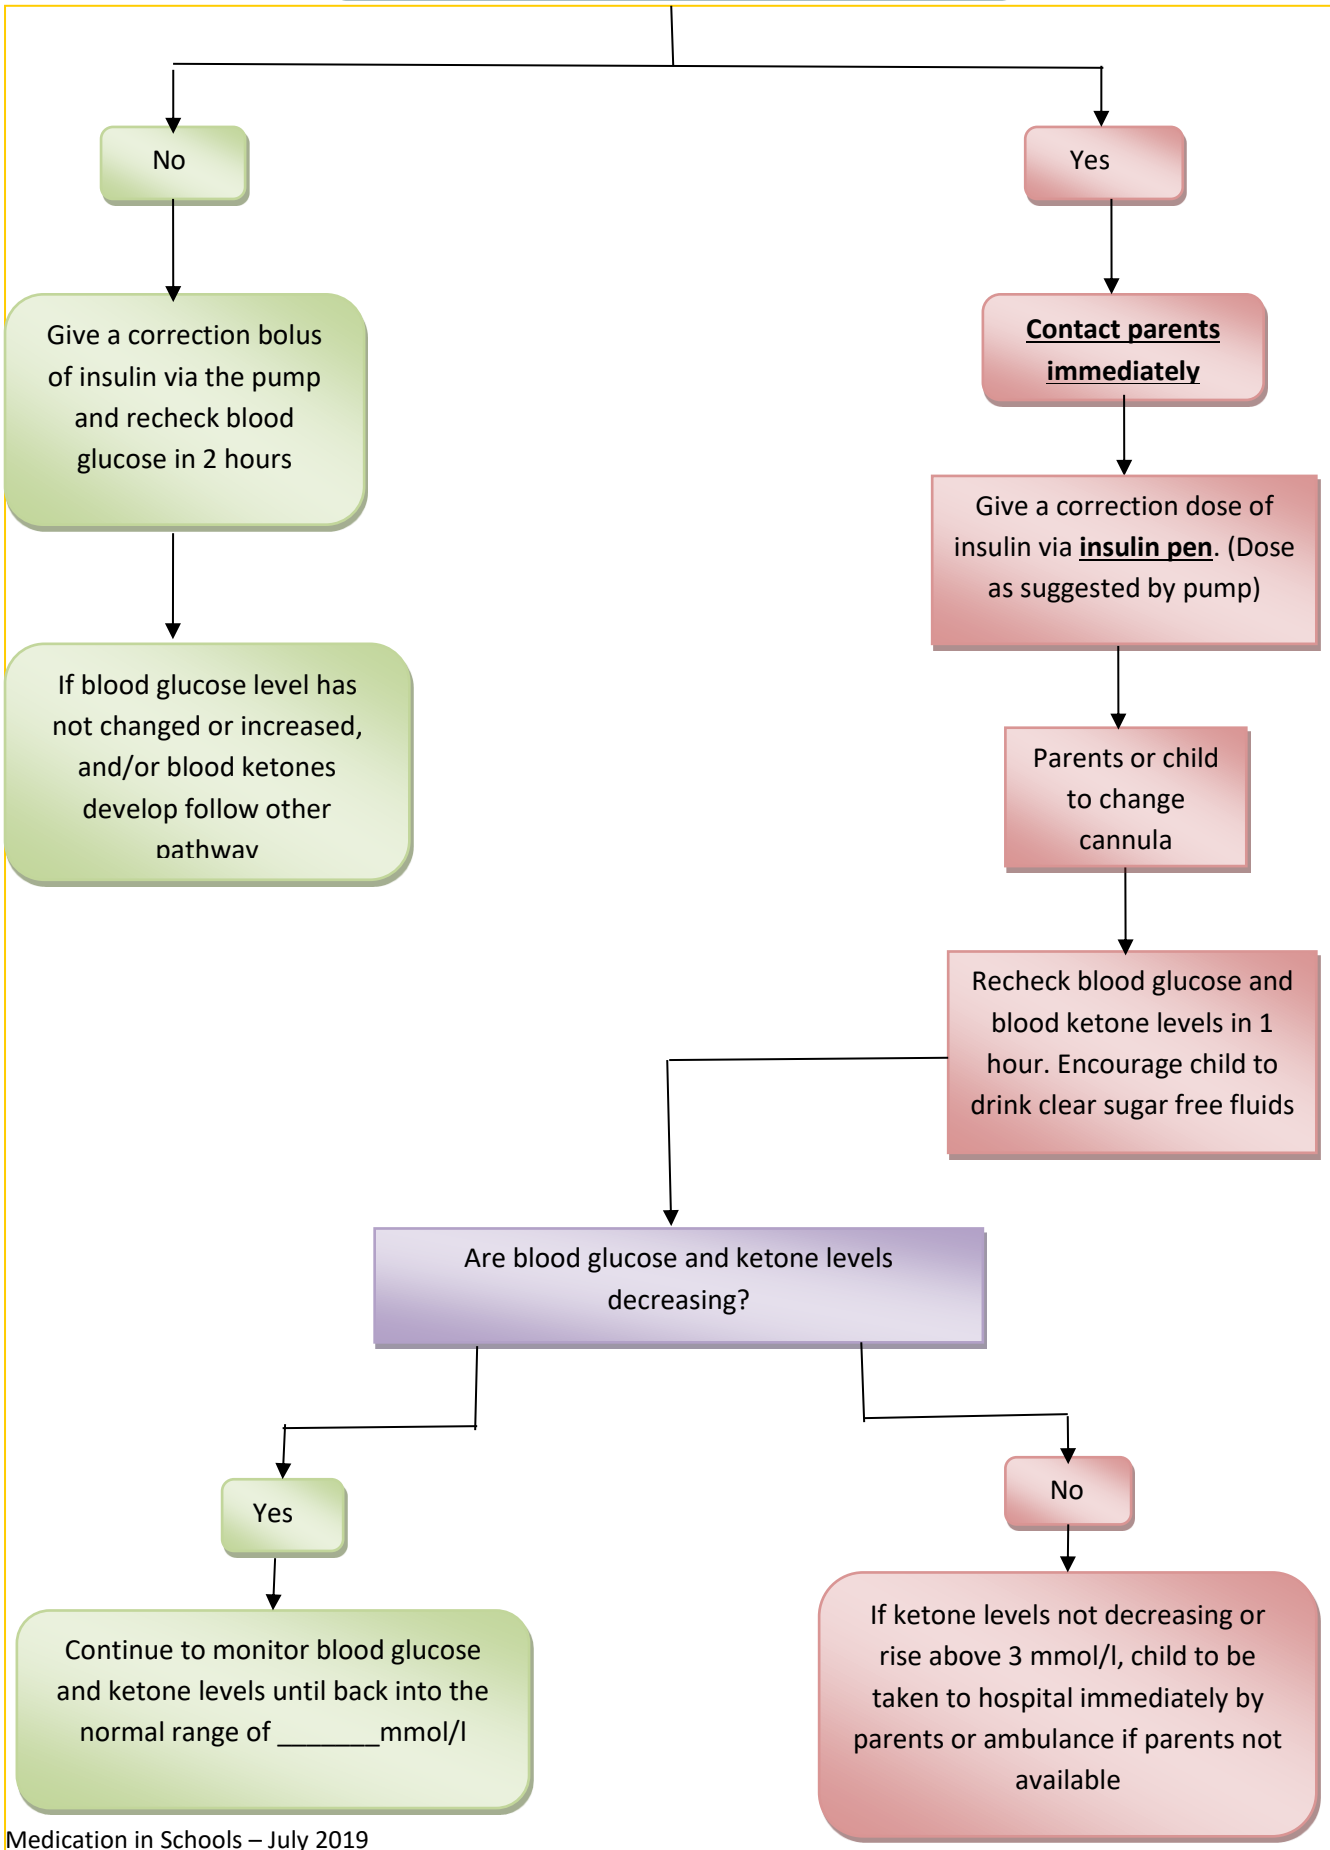 No
Yes
Give a correction bolus
of insulin via the pump
and recheck blood
glucose in 2 hours
Contact parents
immediately
Give a correction dose of
insulin via insulin pen. (Dose
as suggested by pump)
If blood glucose level has
not changed or increased,
and/or blood ketones
develop follow other
pathway
Parents or child
to change
cannula
Recheck blood glucose and
blood ketone levels in 1
hour. Encourage child to
drink clear sugar free fluids
Are blood glucose and ketone levels
decreasing?
Yes
No
Continue to monitor blood glucose
and ketone levels until back into the
normal range of _______mmol/l
If ketone levels not decreasing or
rise above 3 mmol/l, child to be
taken to hospital immediately by
parents or ambulance if parents not
available
Medication in Schools – July 2019